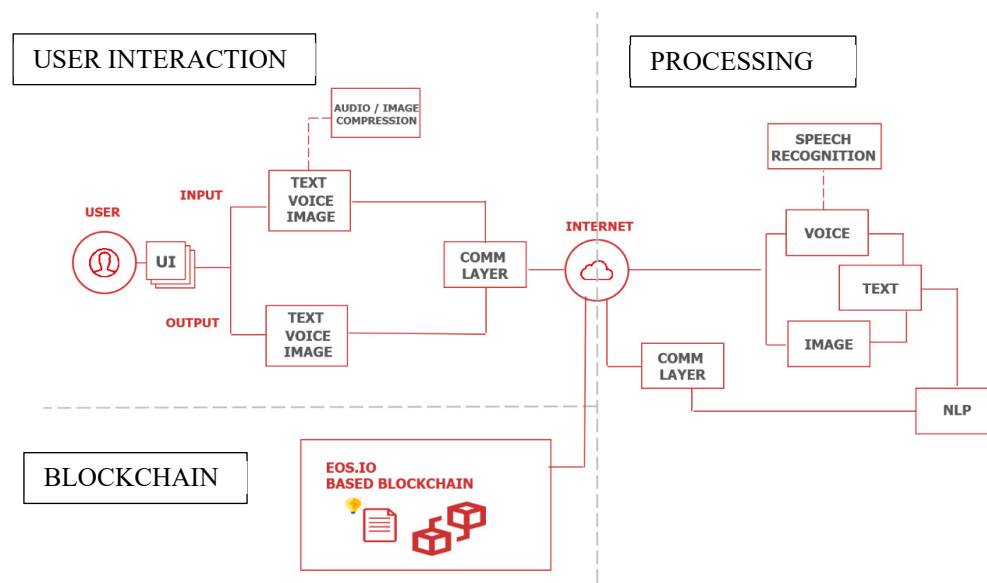 USER INTERACTION
PROCESSING
AUDIO / IMAGE
COMPRESSION
SPEECH
RECOGNITION
INPUT
TEXT
VOICE
IMAGE
USER
UI
COMM
LAYER
INTERNET
VOICE
TEXT
OUTPUT
TEXT
VOICE
IMAGE
IMAGE
COMM
LAYER
NLP
BLOCKCHAIN
EOS.IO
BASED BLOCKCHAIN